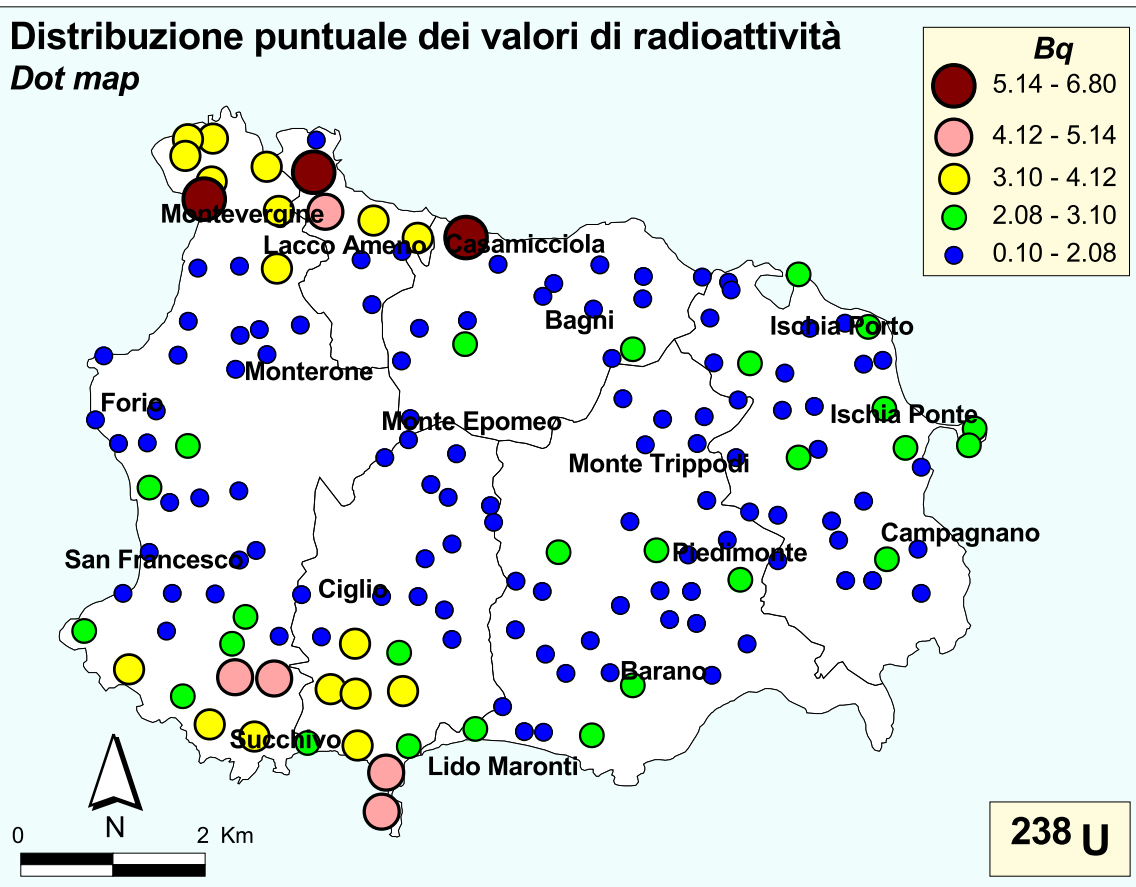 Distribuzione puntuale dei valori di radioattività
Dot map
Bq
5.14 - 6.80
4.12 - 5.14
3.10 - 4.12
2.08 - 3.10
0.10 - 2.08
Montevergine
Lacco Ameno
Casamicciola
Bagni
Ischia Porto
Monterone
Forio
Monte Epomeo
Ischia Ponte
Monte Trippodi
Campagnano
San Francesco
Piedimonte
Ciglio
Barano
Succhivo
Lido Maronti
N
0 2 Km
238 U